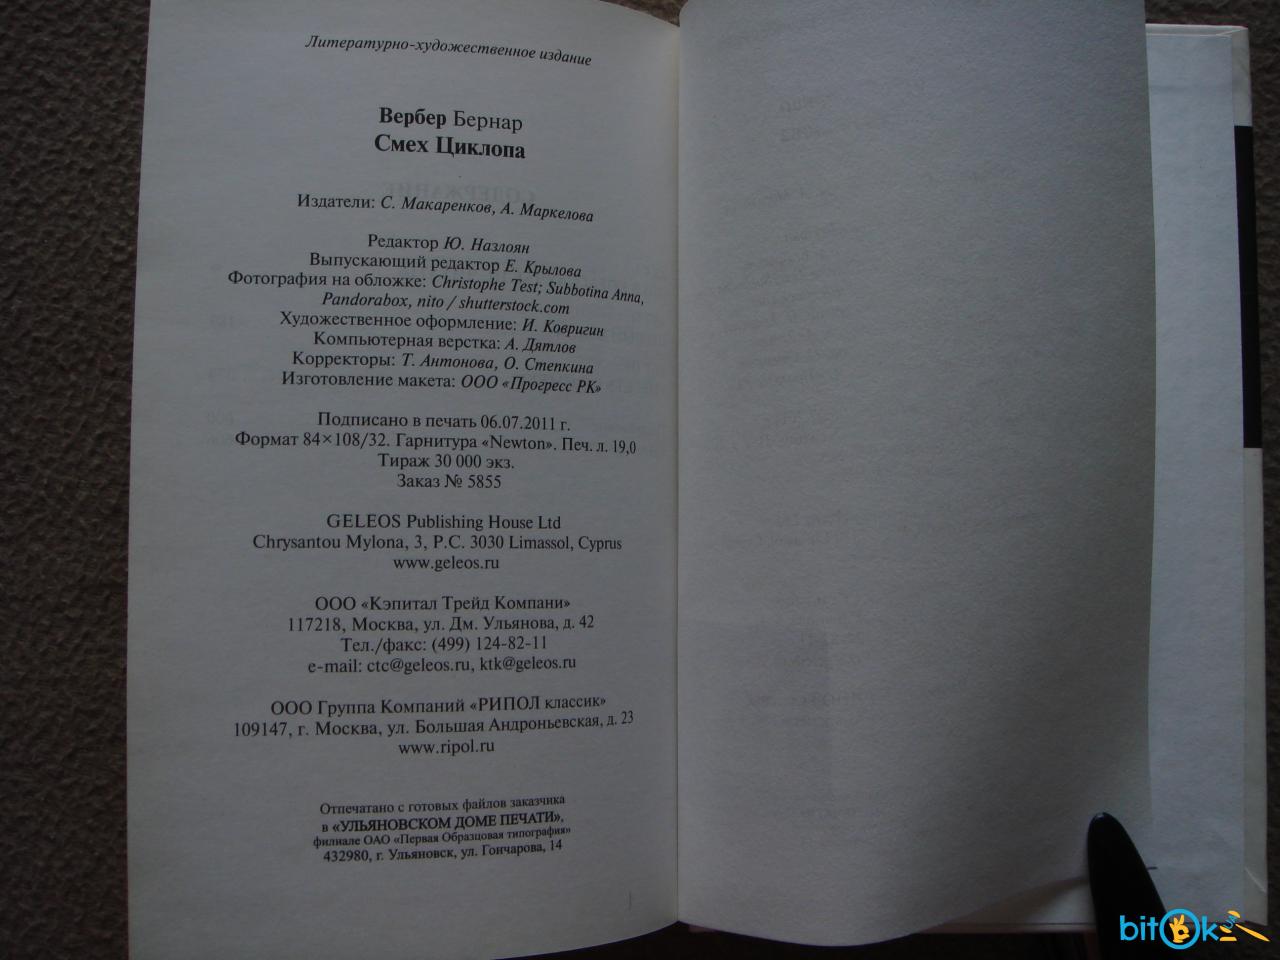 Литературно-художественное издание
Вербер Бернар
Смех Циклопа
Издатели: С. Макаренков, А. Маркелова
Редактор Ю. Назлоян
Выпускающий редактор Е. Крылова
Фотография на обложке: Christophe Test; Subbotina Anna,
Pandorabox, nito / shutterstock.com
Художественное оформление: И. Ковригин
Компьютерная верстка: А. Дятлов
Корректоры: Т. Антонова, О. Степкина
Изготовление макета: ООО «Прогресс РК»
Подписано в печать 06.07.2011 г.
Формат 84×108/32. Гарнитура «Newton». Печ. л. 19,0
Тираж 30 000 экз.
Заказ № 5855
GELEOS Publishing House Ltd
Chrysantou Mylona, 3, P.C. 3030 Limassol, Cyprus
www.geleos.ru
ООО «Кэпитал Трейд Компани»
117218, Москва, ул. Дм. Ульянова, д. 42
Тел./факс: (499) 124-82-11
e-mail: ctc@geleos.ru, ktk@geleos.ru
ООО Группа Компаний «РИПОЛ классик»
109147, г. Москва, ул. Большая Андроньевская, д. 23
www.ripol.ru
Отпечатано с готовых файлов заказчика
в «УЛЬЯНОВСКОМ ДОМЕ ПЕЧАТИ»,
филиале ОАО «Первая Образцовая типография»
432980, г. Ульяновск, ул. Гончарова, 14
bitOk